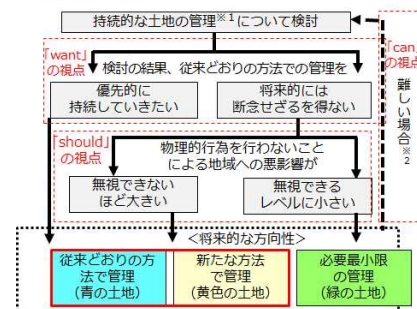 持続的な土地の管理※1について検討
「want」
の視点
検討の結果、従来どおりの方法での管理を
「can」
の視点
優先的に
持続していきたい
将来的には
断念せざるを得ない
難しい場合※2
「should」
の視点
物理的行為を行わないこと
による地域への悪影響が
無視できない
ほど大きい
無視できる
レベルに小さい
<将来的な方向性>
従来どおりの方
法で管理
(青の土地)
新たな方法
で管理
(黄色の土地)
必要最小限
の管理
(緑の土地)